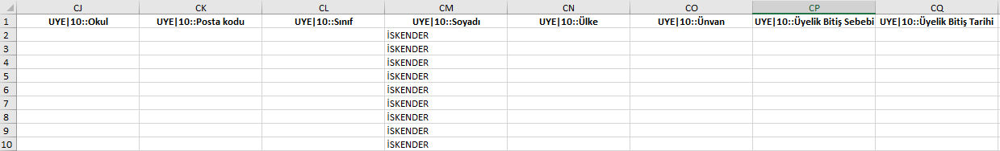 CJ CK CL CM CN CO CP CQ
1 UYE|10::Okul UYE|10::Posta kodu UYE|10::Sınıf UYE|10::Soyadı UYE|10::Ülke UYE|10::Ünvan UYE|10::Üyelik Bitiş Sebebi UYE|10::Üyelik Bitiş Tarihi
2 İSKENDER
3 İSKENDER
4 İSKENDER
5 İSKENDER
6 İSKENDER
7 İSKENDER
8 İSKENDER
9 İSKENDER
10 İSKENDER